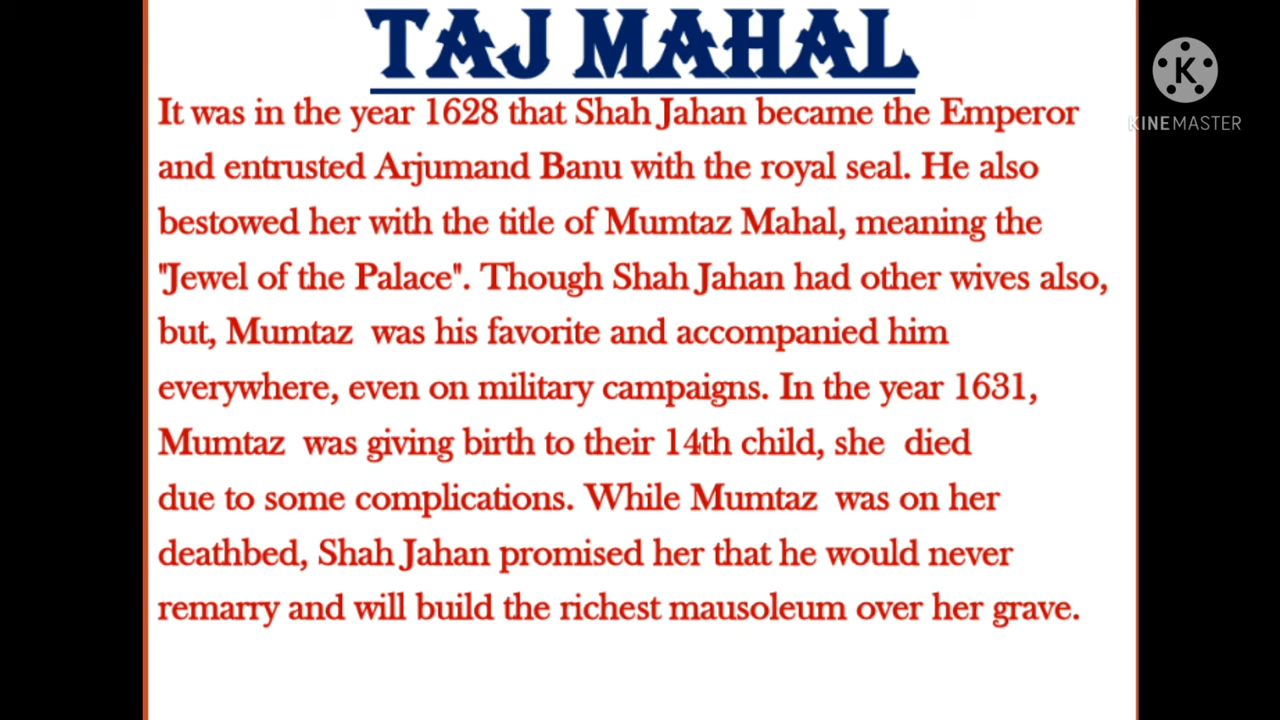 TAJ MAHAL
It was in the year 1628 that Shah Jahan became the Emperor
and entrusted Arjumand Banu with the royal seal. He also
bestowed her with the title of Mumtaz Mahal, meaning the
"Jewel of the Palace". Though Shah Jahan had other wives also,
but, Mumtaz was his favorite and accompanied him
everywhere, even on military campaigns. In the year 1631,
Mumtaz was giving birth to their 14th child, she died
due to some complications. While Mumtaz was on her
deathbed, Shah Jahan promised her that he would never
remarry and will build the richest mausoleum over her grave.
K
KINEMASTER